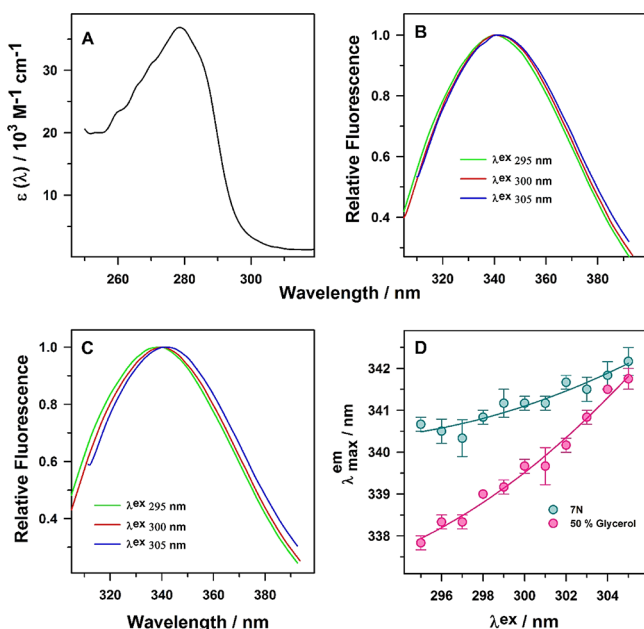 A
ε (λ) / 10³ M⁻¹ cm⁻¹
30
20
10
260
280
300
B
Relative Fluorescence
1.0
0.8
0.6
0.4
λex 295 nm
λex 300 nm
λex 305 nm
320
340
360
380
Wavelength / nm
C
Relative Fluorescence
1.0
0.8
0.6
0.4
λex 295 nm
λex 300 nm
λex 305 nm
320
340
360
380
Wavelength / nm
D
λ em max / nm
342
341
340
339
338
7N
50 % Glycerol
296
298
300
302
304
λex / nm